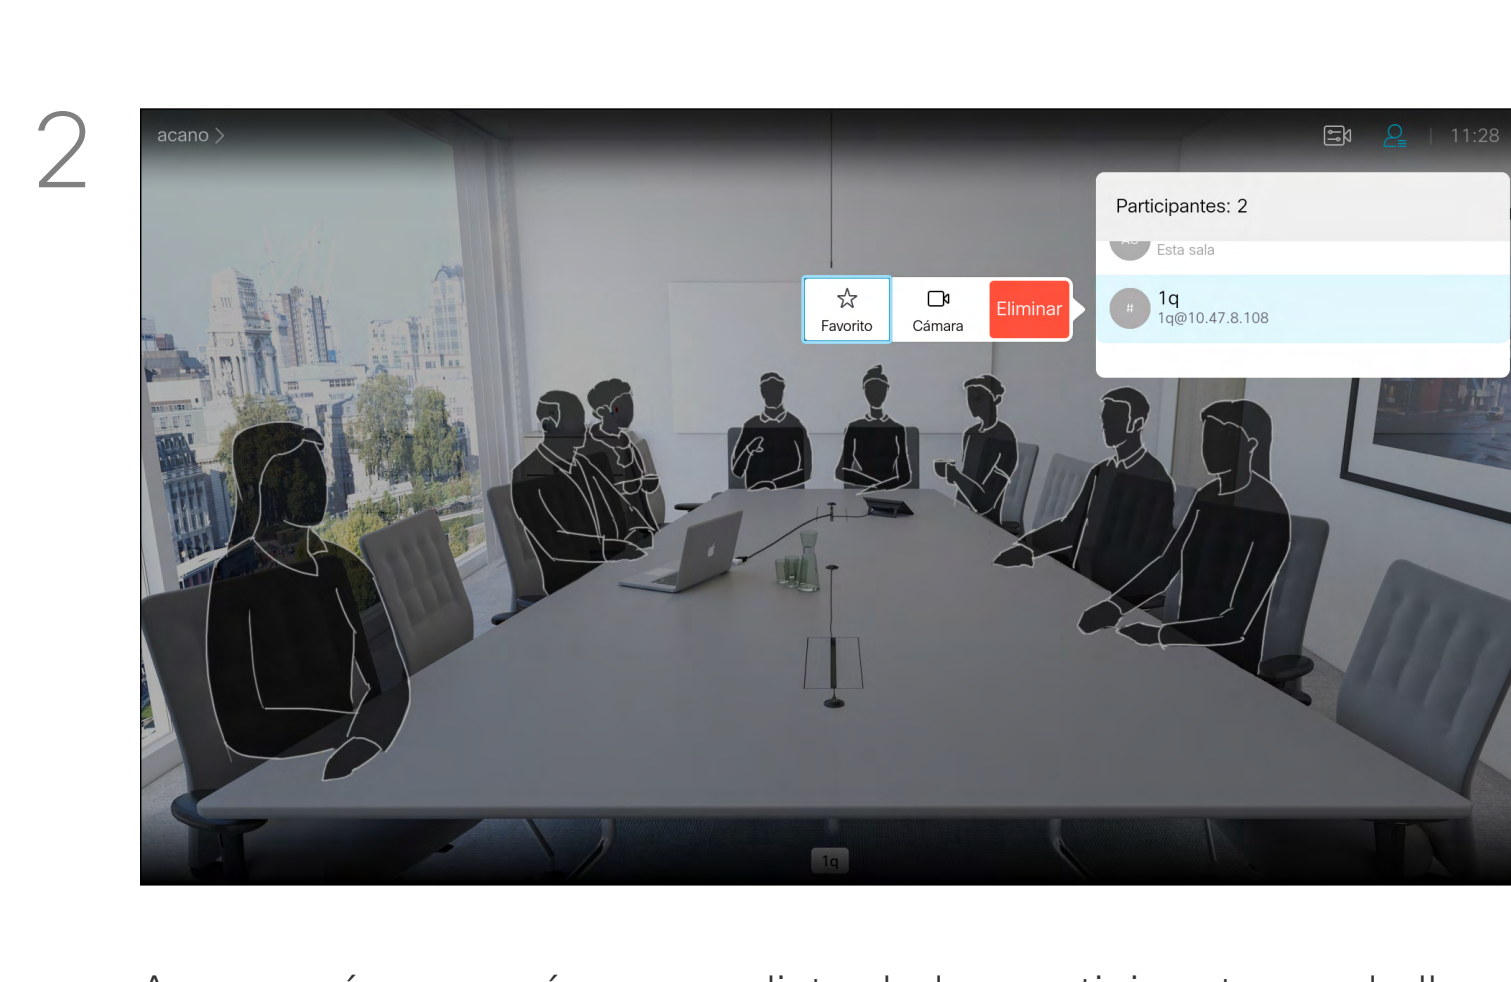 2
acano >
11:28
Participantes: 2
Esta sala
Favorito
Cámara
Eliminar
#
1q
1q@10.47.8.108
1q